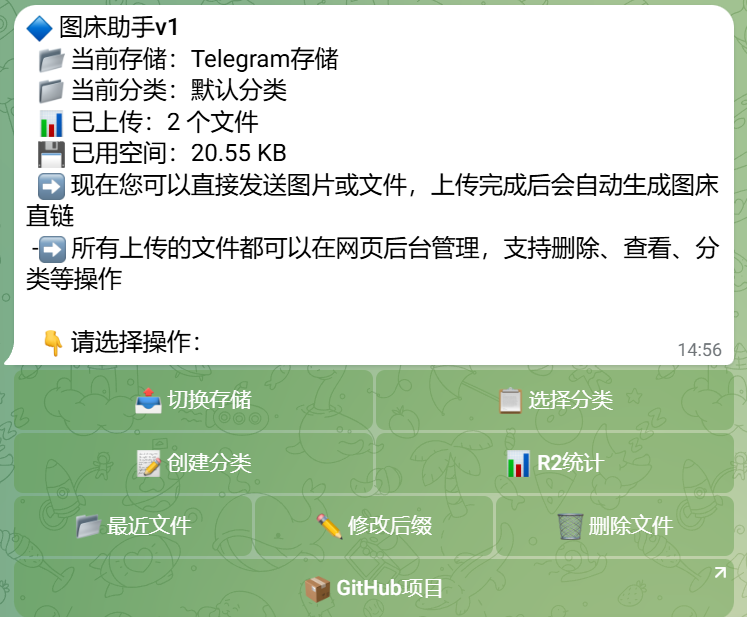 🔷 图床助手v1
📂 当前存储：Telegram存储
📁 当前分类：默认分类
📊 已上传：2 个文件
💾 已用空间：20.55 KB
➡️ 现在您可以直接发送图片或文件，上传完成后会自动生成图床
直链
-➡️ 所有上传的文件都可以在网页后台管理，支持删除、查看、分
类等操作
👇 请选择操作：
14:56
📤 切换存储
📋 选择分类
📝 创建分类
📊 R2统计
📂 最近文件
✏️ 修改后缀
🗑️ 删除文件
📦 GitHub项目